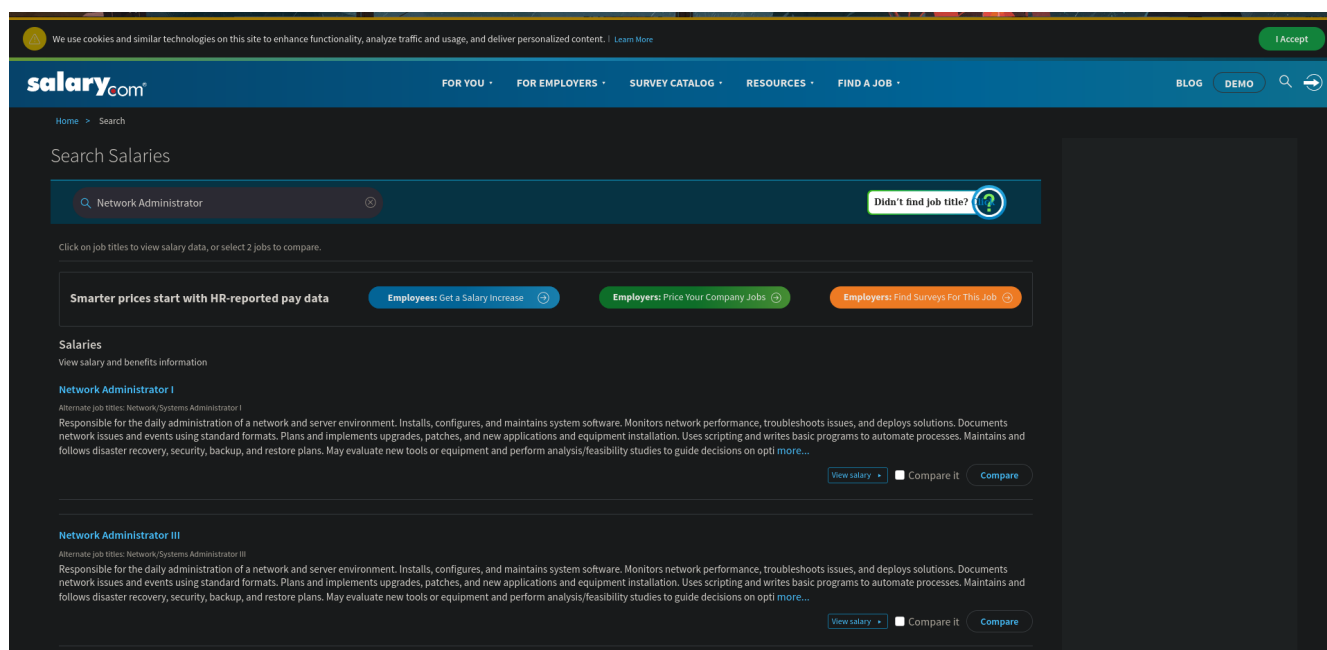 We use cookies and similar technologies on this site to enhance functionality, analyze traffic and usage, and deliver personalized content. | Learn More
I Accept
salary.com®
FOR YOU
FOR EMPLOYERS
SURVEY CATALOG
RESOURCES
FIND A JOB
BLOG
DEMO
Home > Search
Search Salaries
Network Administrator
Didn't find job title?
Click on job titles to view salary data, or select 2 jobs to compare.
Smarter prices start with HR-reported pay data
Employees: Get a Salary Increase
Employers: Price Your Company Jobs
Employers: Find Surveys For This Job
Salaries
View salary and benefits information
Network Administrator I
Alternate job titles: Network/Systems Administrator I
Responsible for the daily administration of a network and server environment. Installs, configures, and maintains system software. Monitors network performance, troubleshoots issues, and deploys solutions. Documents
network issues and events using standard formats. Plans and implements upgrades, patches, and new applications and equipment installation. Uses scripting and writes basic programs to automate processes. Maintains and
follows disaster recovery, security, backup, and restore plans. May evaluate new tools or equipment and perform analysis/feasibility studies to guide decisions on opti more...
View salary
Compare it
Compare
Network Administrator III
Alternate job titles: Network/Systems Administrator III
Responsible for the daily administration of a network and server environment. Installs, configures, and maintains system software. Monitors network performance, troubleshoots issues, and deploys solutions. Documents
network issues and events using standard formats. Plans and implements upgrades, patches, and new applications and equipment installation. Uses scripting and writes basic programs to automate processes. Maintains and
follows disaster recovery, security, backup, and restore plans. May evaluate new tools or equipment and perform analysis/feasibility studies to guide decisions on opti more...
View salary
Compare it
Compare